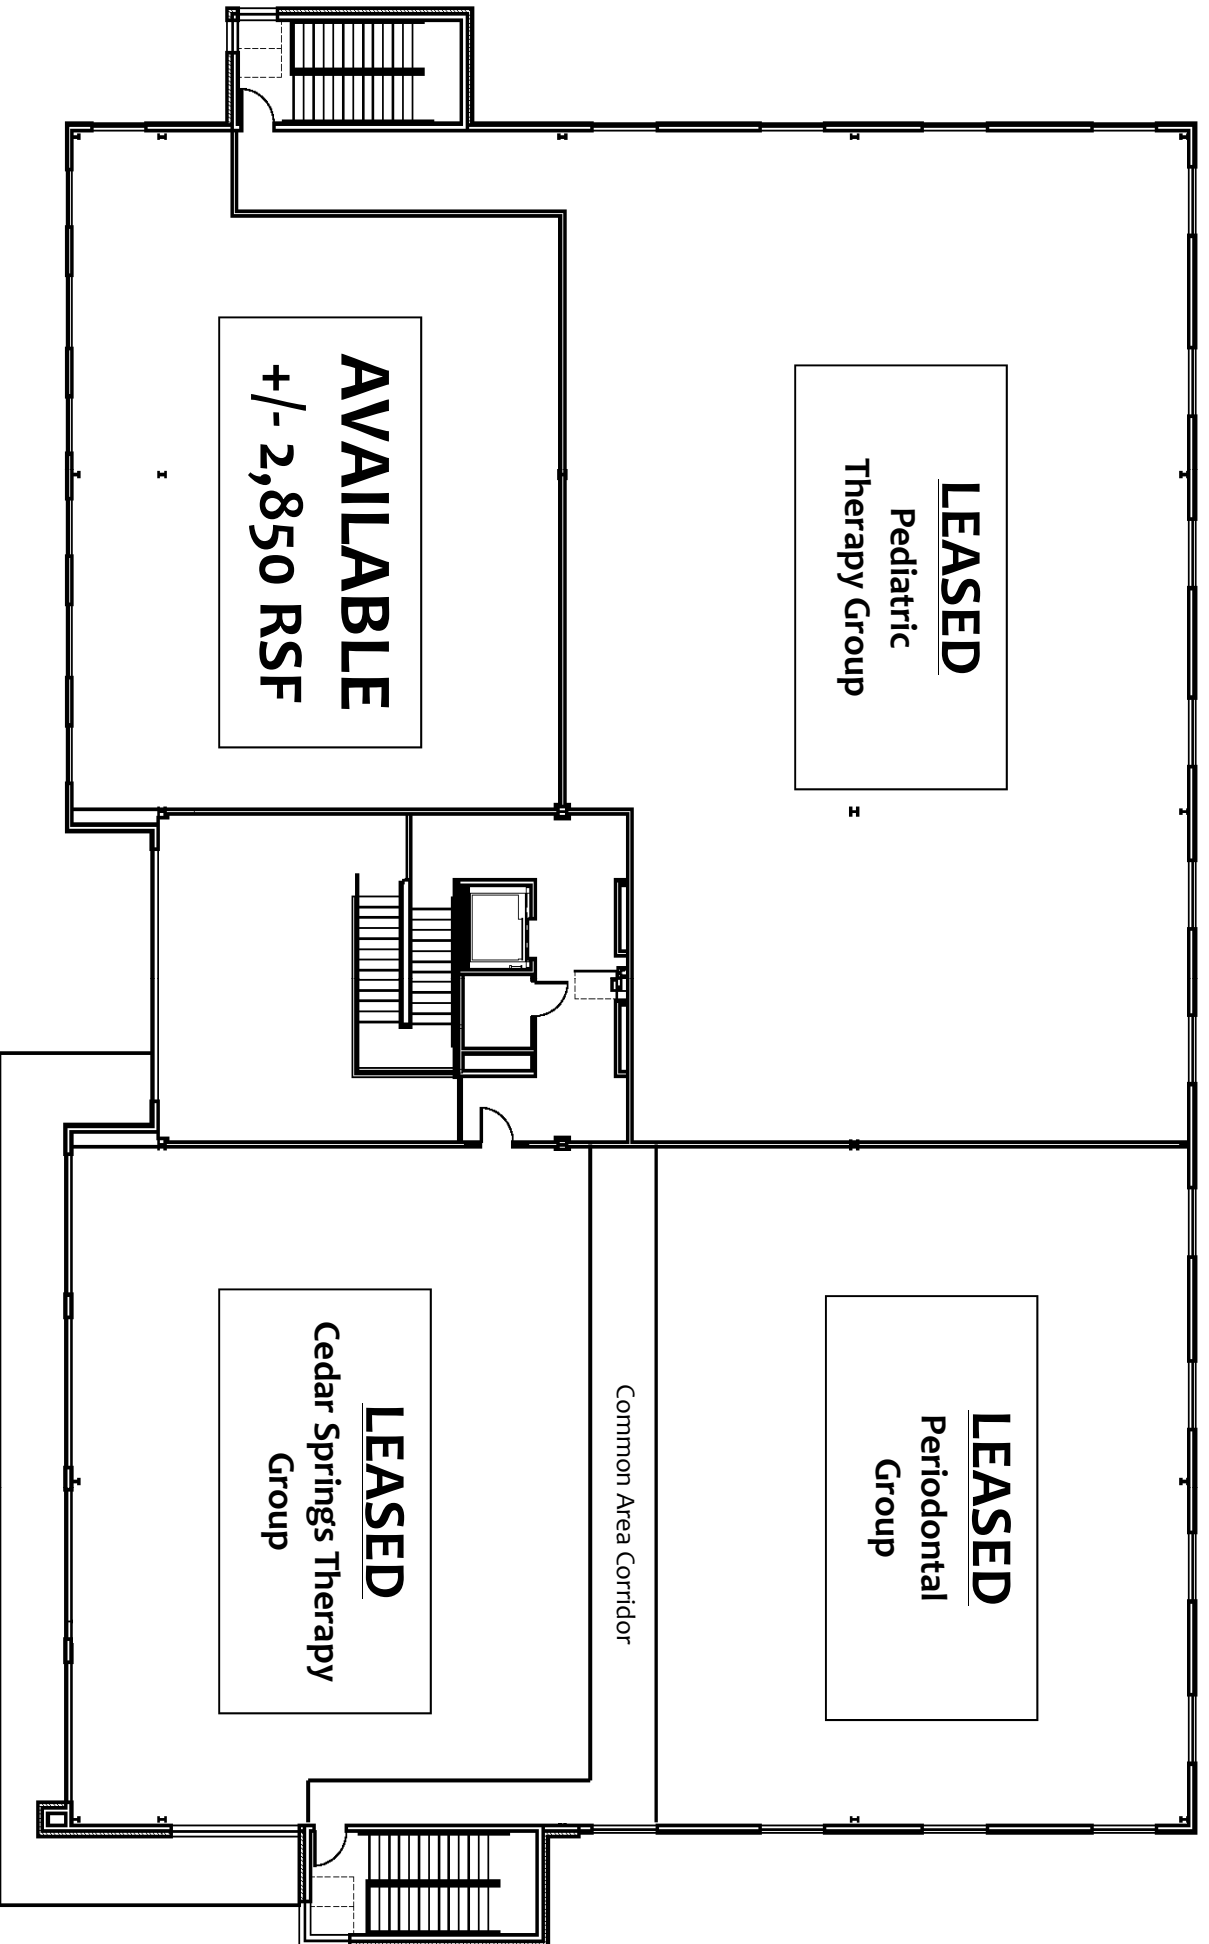 LEASED
Pediatric
Therapy Group
LEASED
Periodontal
Group
Common Area Corridor
AVAILABLE
+/- 2,850 RSF
LEASED
Cedar Springs Therapy
Group